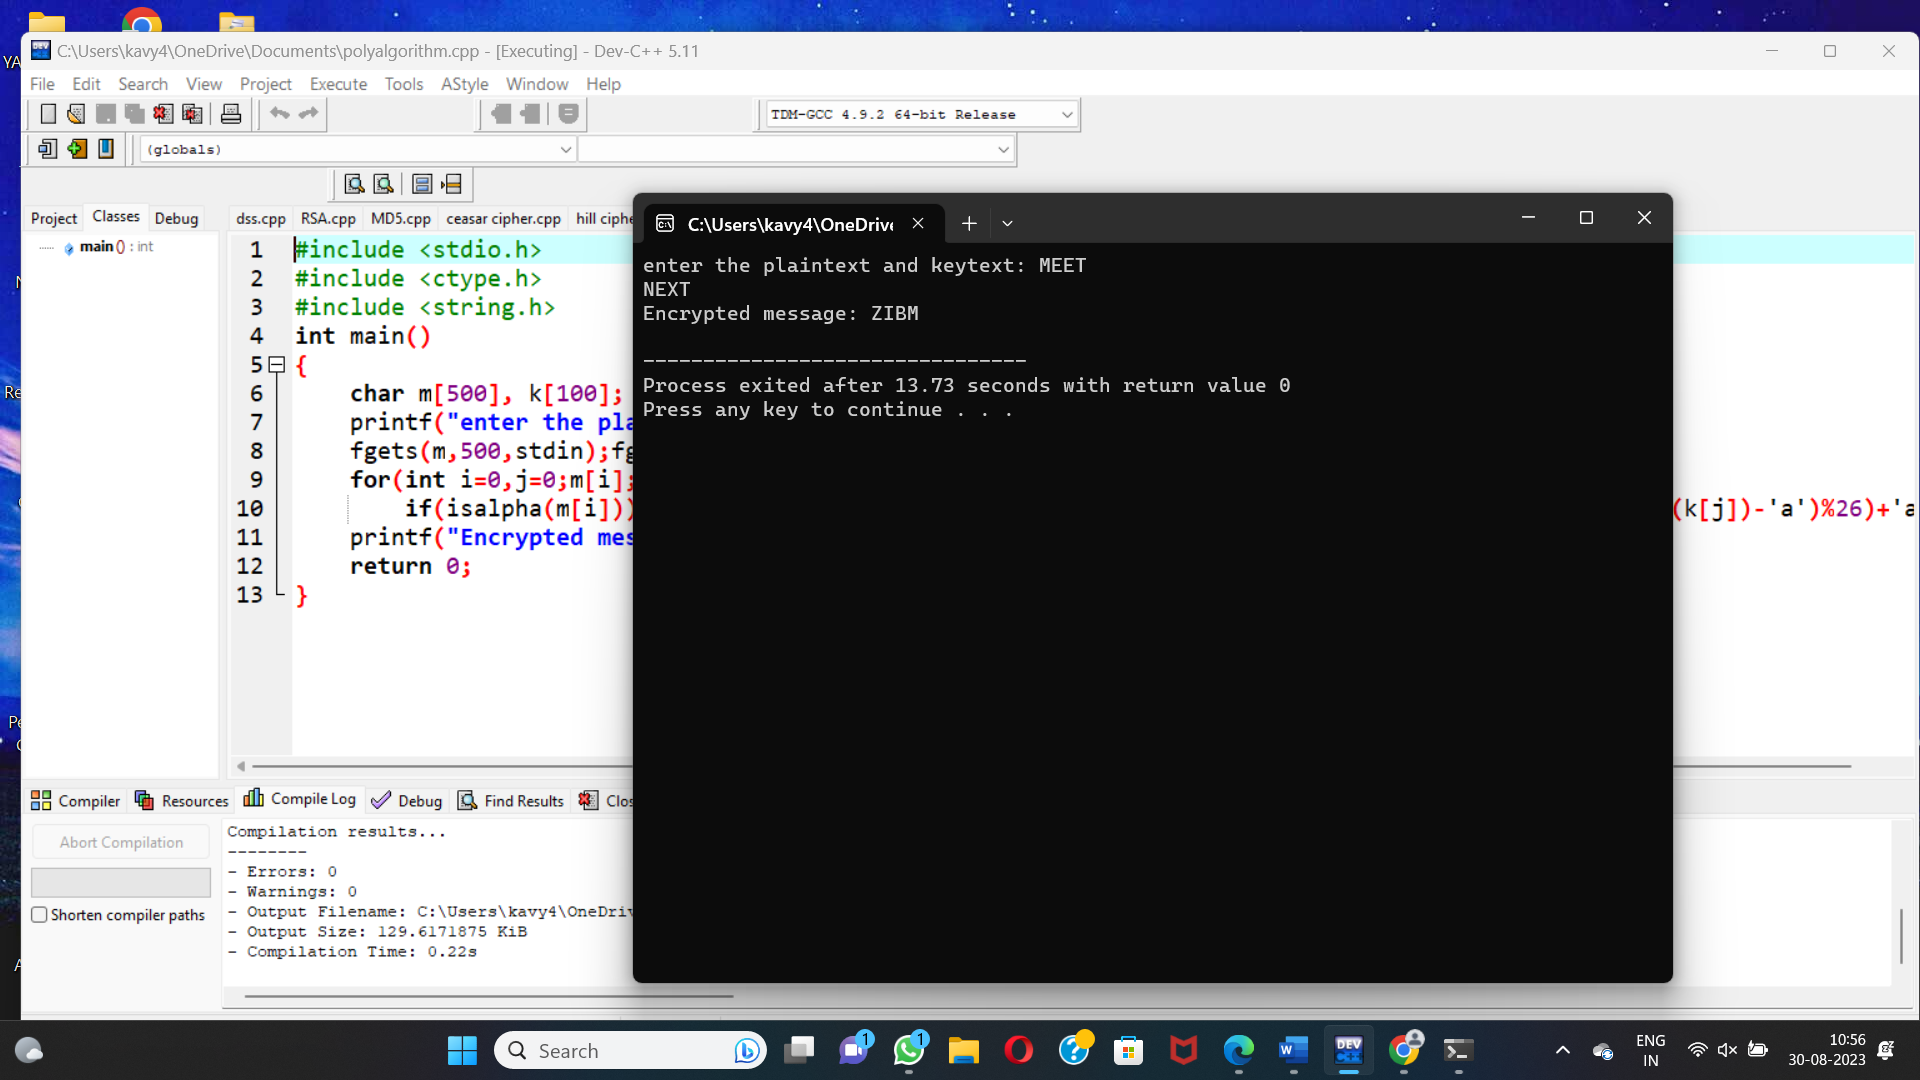 C:\Users\kavy4\OneDrive\Documents\polyalgorithm.cpp - [Executing] - Dev-C++ 5.11
File Edit Search View Project Execute Tools AStyle Window Help
TDM-GCC 4.9.2 64-bit Release
(globals)
Project Classes Debug
dss.cpp RSA.cpp MD5.cpp ceasar cipher.cpp hill ciphe
main() : int
1 #include <stdio.h>
2 #include <ctype.h>
3 #include <string.h>
4 int main()
5 {
6 char m[500], k[100];
7 printf("enter the pla
8 fgets(m,500,stdin);fg
9 for(int i=0,j=0;m[i];
10 if(isalpha(m[i])) (k[j])-'a')%26)+'a
11 printf("Encrypted mes
12 return 0;
13 }
C:\Users\kavy4\OneDrive
enter the plaintext and keytext: MEET
NEXT
Encrypted message: ZIBM
--------------------------------
Process exited after 13.73 seconds with return value 0
Press any key to continue . . .
Compiler Resources Compile Log Debug Find Results Clos
Abort Compilation
Shorten compiler paths
Compilation results...
--------
- Errors: 0
- Warnings: 0
- Output Filename: C:\Users\kavy4\OneDriv
- Output Size: 129.6171875 KiB
- Compilation Time: 0.22s
Search
1
1
DEV C++
ENG
IN
10:56
30-08-2023